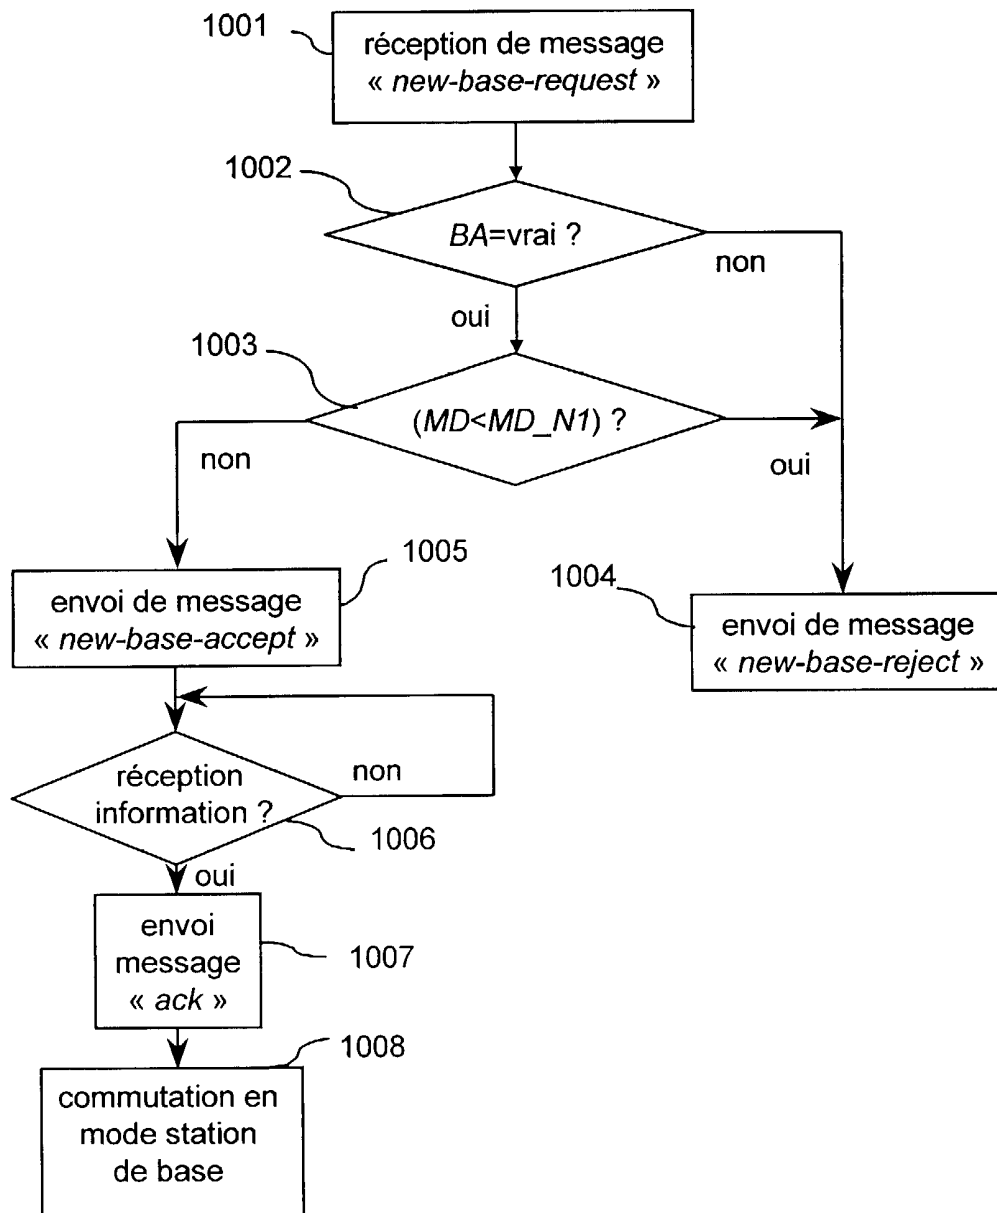 1001
réception de message
« new-base-request »
1002
BA=vrai ?
non
oui
1003
(MD<MD_N1) ?
non
oui
1005
envoi de message
« new-base-accept »
1004
envoi de message
« new-base-reject »
réception
information ?
non
1006
oui
envoi
message
« ack »
1007
1008
commutation en
mode station
de base